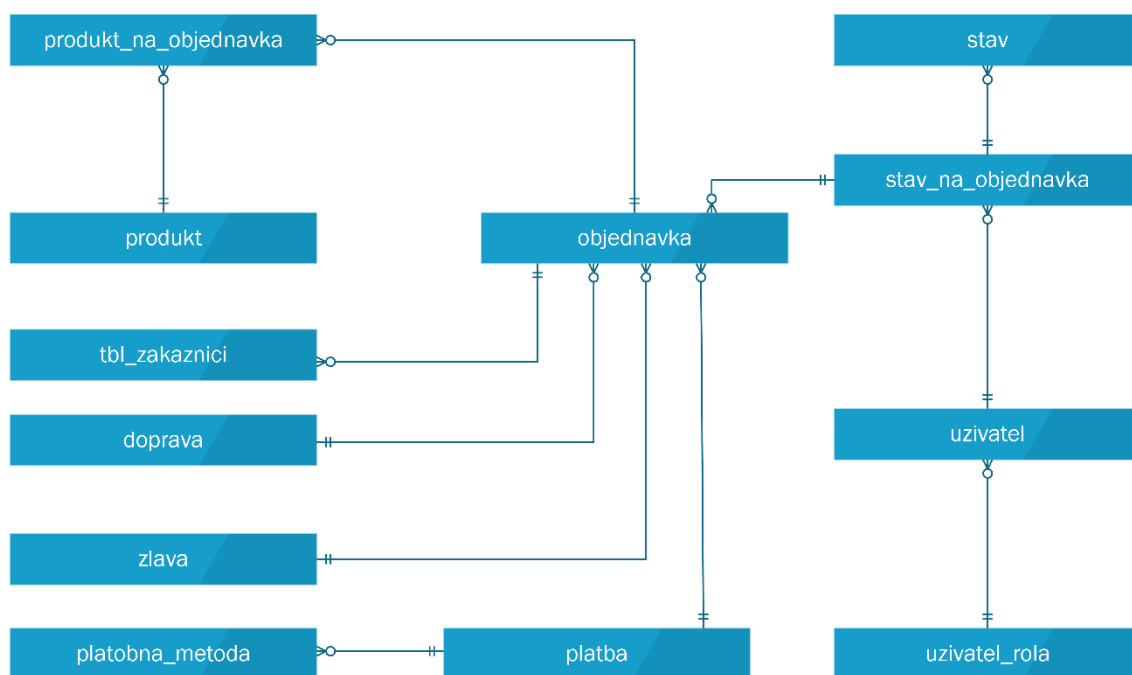 produkt_na_objednavka
stav
stav_na_objednavka
produkt
objednavka
tbl_zakaznici
doprava
uzivatel
zlava
platobna_metoda
platba
uzivatel_rola